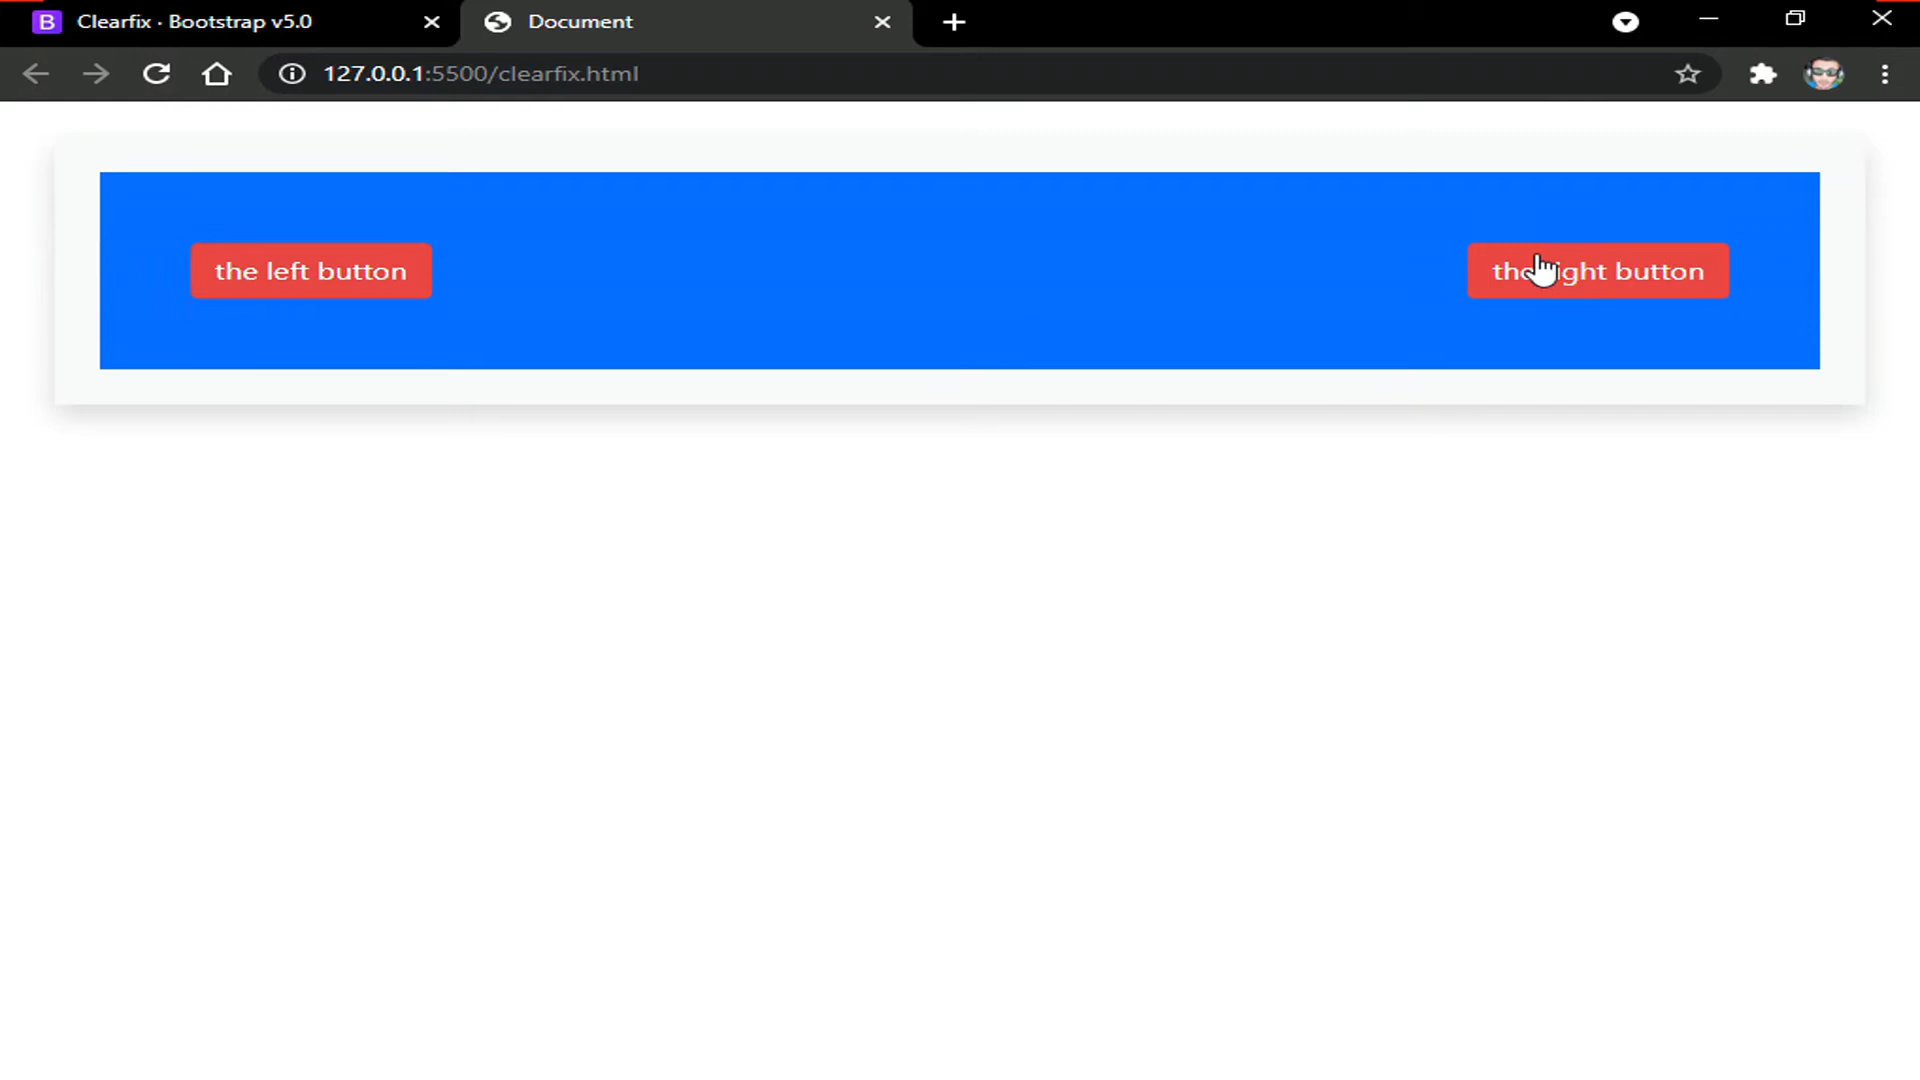 B Clearfix · Bootstrap v5.0
Document
127.0.0.1:5500/clearfix.html
the left button
button